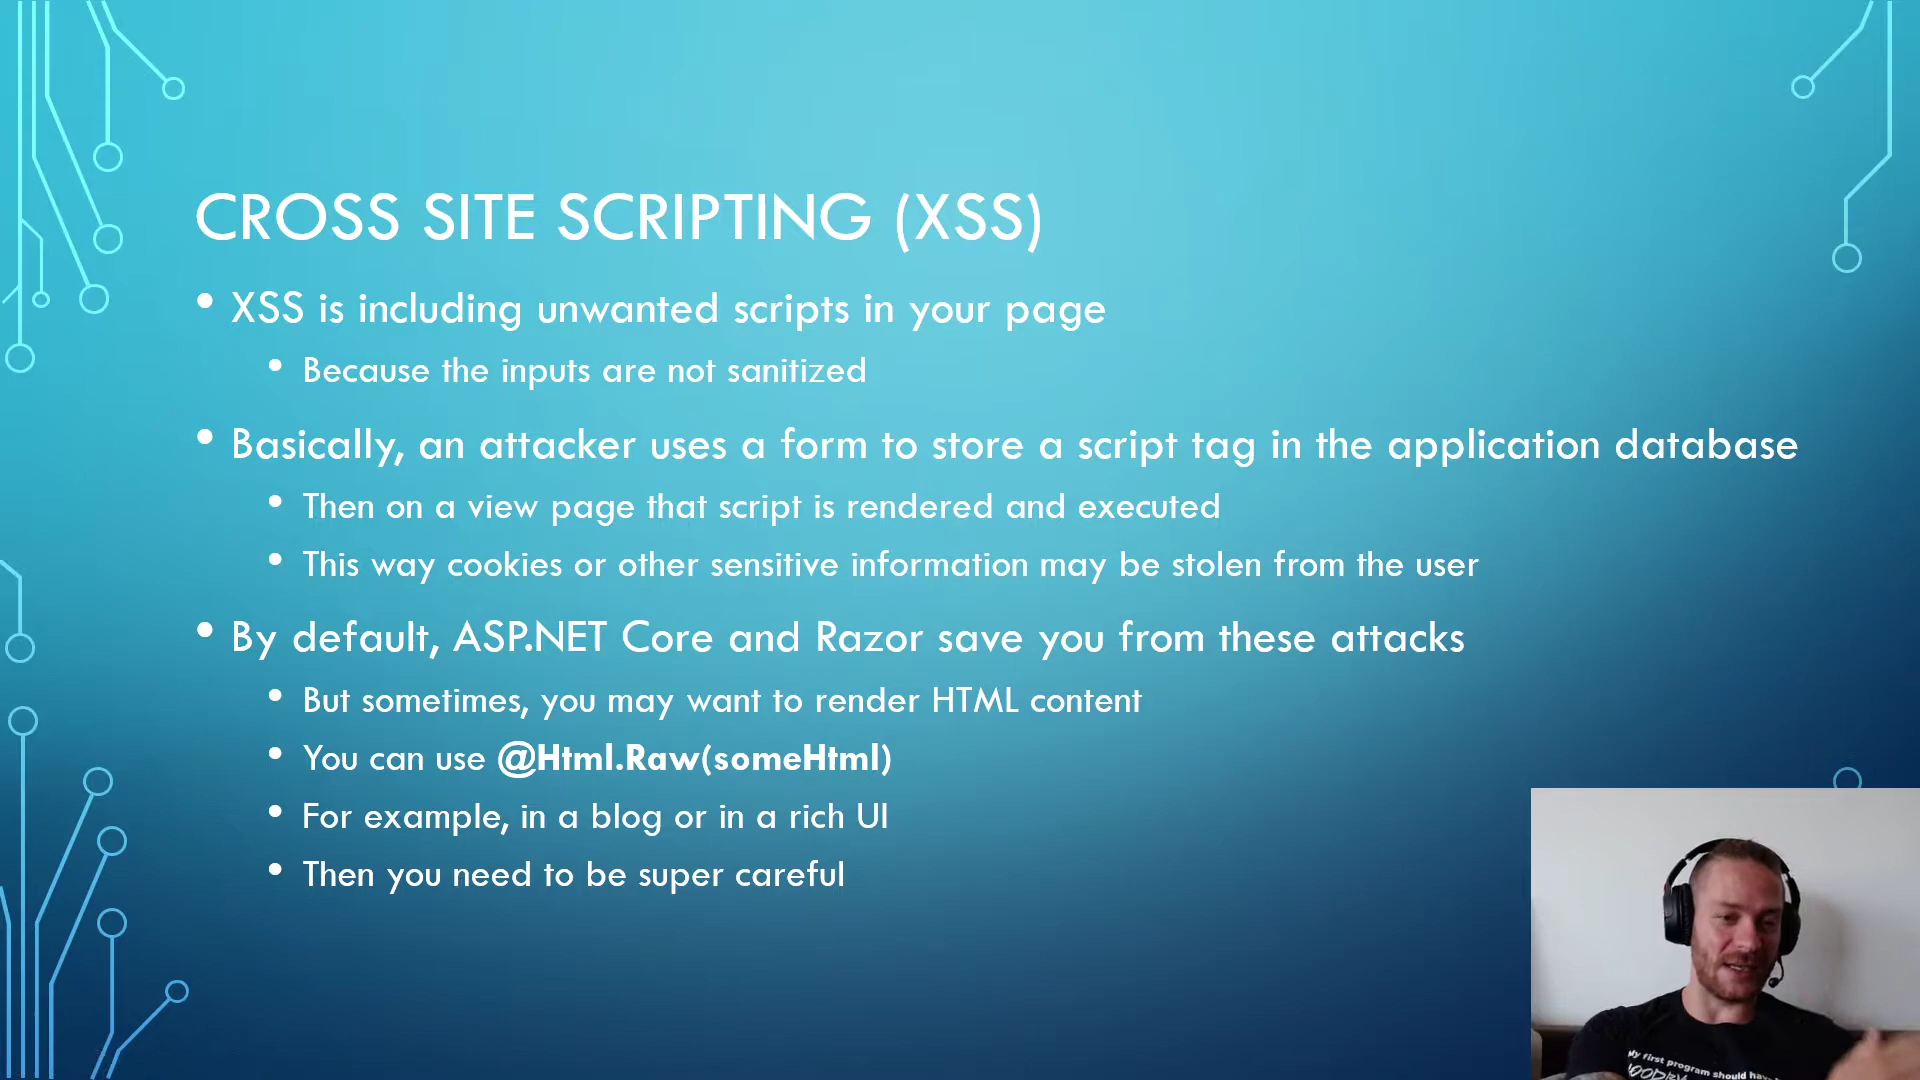 CROSS SITE SCRIPTING (XSS)
• XSS is including unwanted scripts in your page
• Because the inputs are not sanitized
• Basically, an attacker uses a form to store a script tag in the application database
• Then on a view page that script is rendered and executed
• This way cookies or other sensitive information may be stolen from the user
• By default, ASP.NET Core and Razor save you from these attacks
• But sometimes, you may want to render HTML content
• You can use @Html.Raw(someHtml)
• For example, in a blog or in a rich UI
• Then you need to be super careful
My first program should have